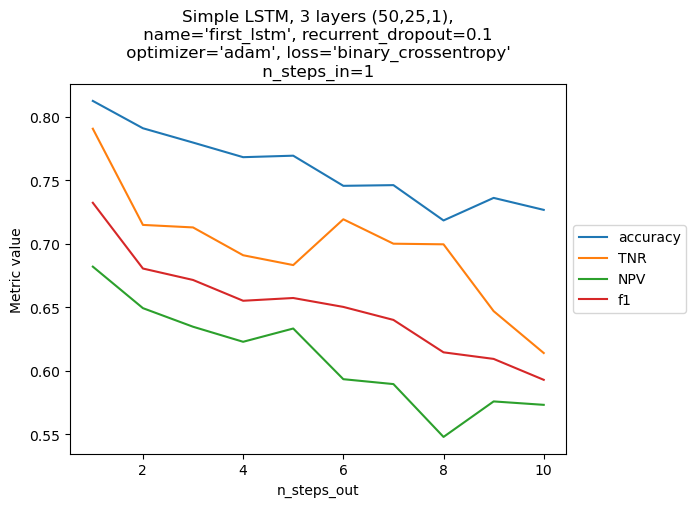 Simple LSTM, 3 layers (50,25,1),
name='first_lstm', recurrent_dropout=0.1
optimizer='adam', loss='binary_crossentropy'
n_steps_in=1
0.80
0.75
0.70
0.65
0.60
0.55
Metric value
2 4 6 8 10
n_steps_out
accuracy
TNR
NPV
f1